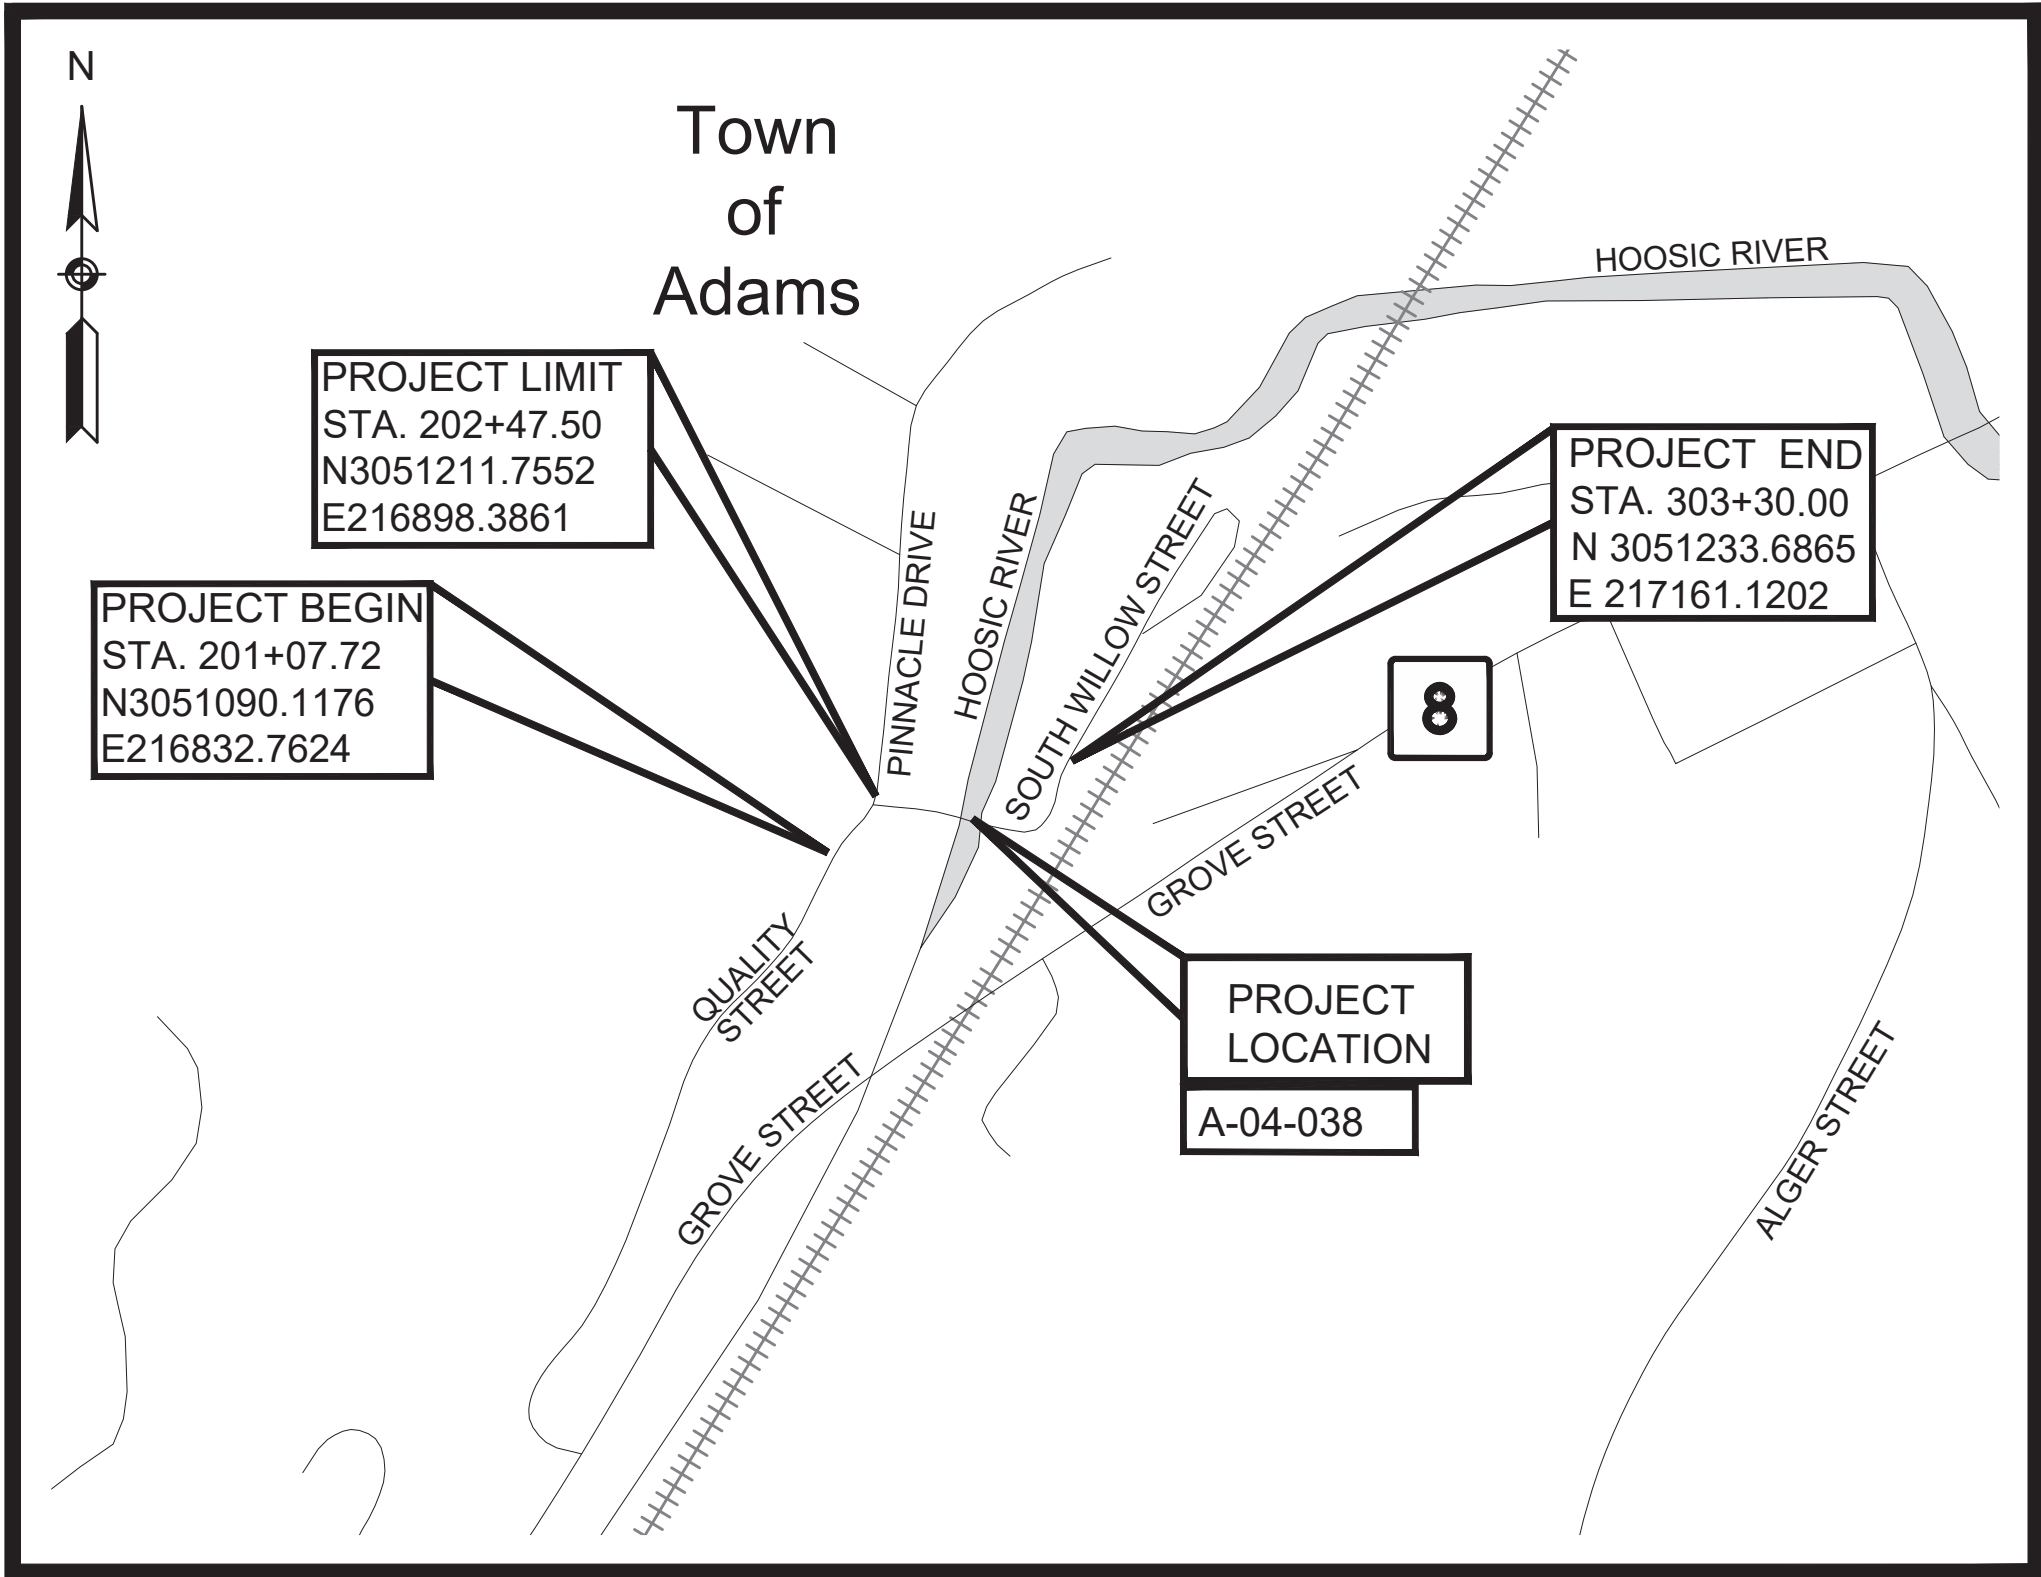 N
Town
of
Adams
HOOSIC RIVER
PROJECT LIMIT
STA. 202+47.50
N3051211.7552
E216898.3861
PROJECT END
STA. 303+30.00
N 3051233.6865
E 217161.1202
PROJECT BEGIN
STA. 201+07.72
N3051090.1176
E216832.7624
PINNACLE DRIVE
HOOSIC RIVER
SOUTH WILLOW STREET
8
GROVE STREET
QUALITY
STREET
PROJECT
LOCATION
A-04-038
GROVE STREET
ALGER STREET